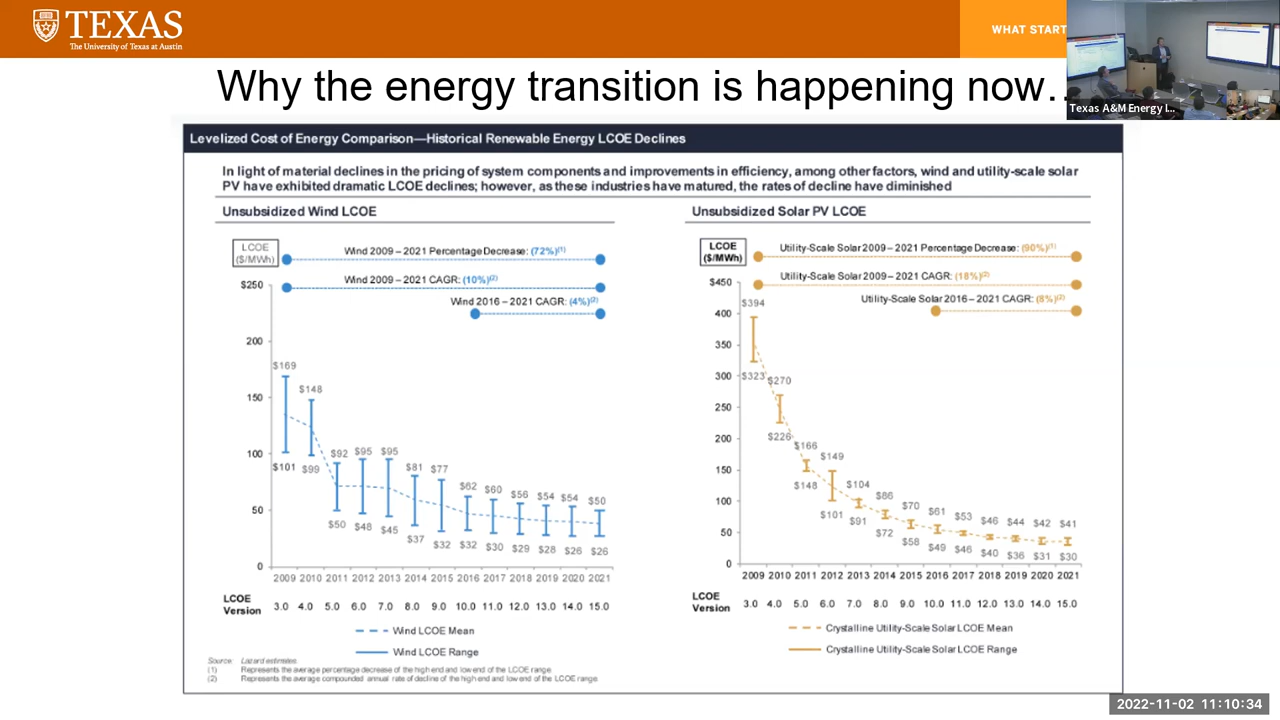 TEXAS
The University of Texas at Austin
WHAT START
Texas A&M Energy I...
Why the energy transition is happening now..
Levelized Cost of Energy Comparison—Historical Renewable Energy LCOE Declines
In light of material declines in the pricing of system components and improvements in efficiency, among other factors, wind and utility-scale solar
PV have exhibited dramatic LCOE declines; however, as these industries have matured, the rates of decline have diminished
Unsubsidized Wind LCOE
LCOE
($/MWh)
Wind 2009 – 2021 Percentage Decrease: (72%)(1)
Wind 2009 – 2021 CAGR: (10%)(2)
Wind 2016 – 2021 CAGR: (4%)(2)
$250
200
150
100
50
0
$169 $148 $92 $95 $95 $81 $77 $62 $60 $56 $54 $54 $50
$101 $99 $50 $48 $45 $37 $32 $32 $30 $29 $28 $26 $26
2009 2010 2011 2012 2013 2014 2015 2016 2017 2018 2019 2020 2021
LCOE
Version
3.0 4.0 5.0 6.0 7.0 8.0 9.0 10.0 11.0 12.0 13.0 14.0 15.0
Wind LCOE Mean
Wind LCOE Range
Unsubsidized Solar PV LCOE
LCOE
($/MWh)
Utility-Scale Solar 2009 – 2021 Percentage Decrease: (90%)(1)
Utility-Scale Solar 2009 – 2021 CAGR: (18%)(2)
Utility-Scale Solar 2016 – 2021 CAGR: (8%)(2)
$450
400
350
300
250
200
150
100
50
0
$394 $270 $166 $149 $104 $86 $70 $61 $53 $46 $44 $42 $41
$323 $226 $148 $101 $91 $72 $58 $49 $46 $40 $36 $31 $30
2009 2010 2011 2012 2013 2014 2015 2016 2017 2018 2019 2020 2021
LCOE
Version
3.0 4.0 5.0 6.0 7.0 8.0 9.0 10.0 11.0 12.0 13.0 14.0 15.0
Crystalline Utility-Scale Solar LCOE Mean
Crystalline Utility-Scale Solar LCOE Range
Source: Lazard estimates.
(1) Represents the average percentage decrease of the high end and low end of the LCOE range.
(2) Represents the average compounded annual rate of decline of the high end and low end of the LCOE range.
2022-11-02 11:10:34